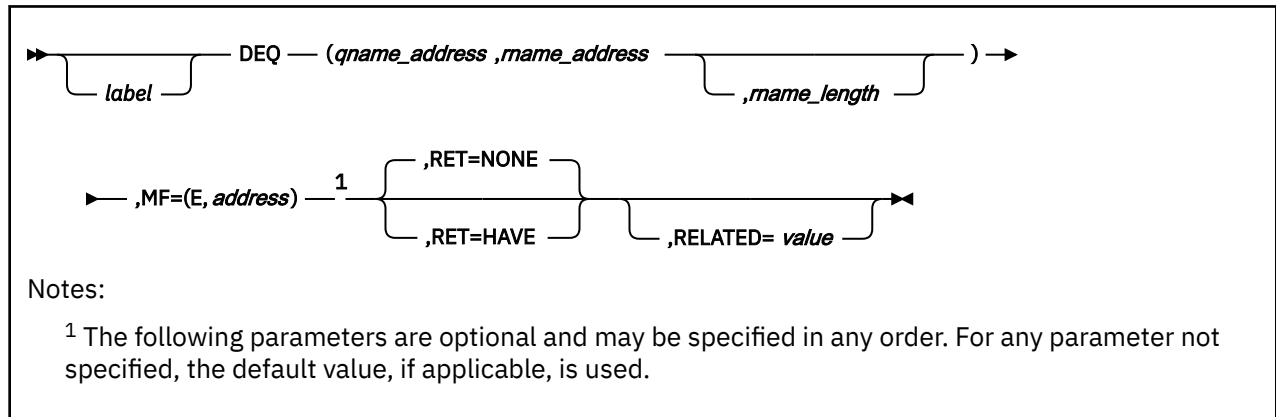 DEQ (qname_address ,rname_address )
label ,rname_length
,RET=NONE
,MF=(E, address) 1
,RET=HAVE ,RELATED= value
Notes:
1 The following parameters are optional and may be specified in any order. For any parameter not
specified, the default value, if applicable, is used.